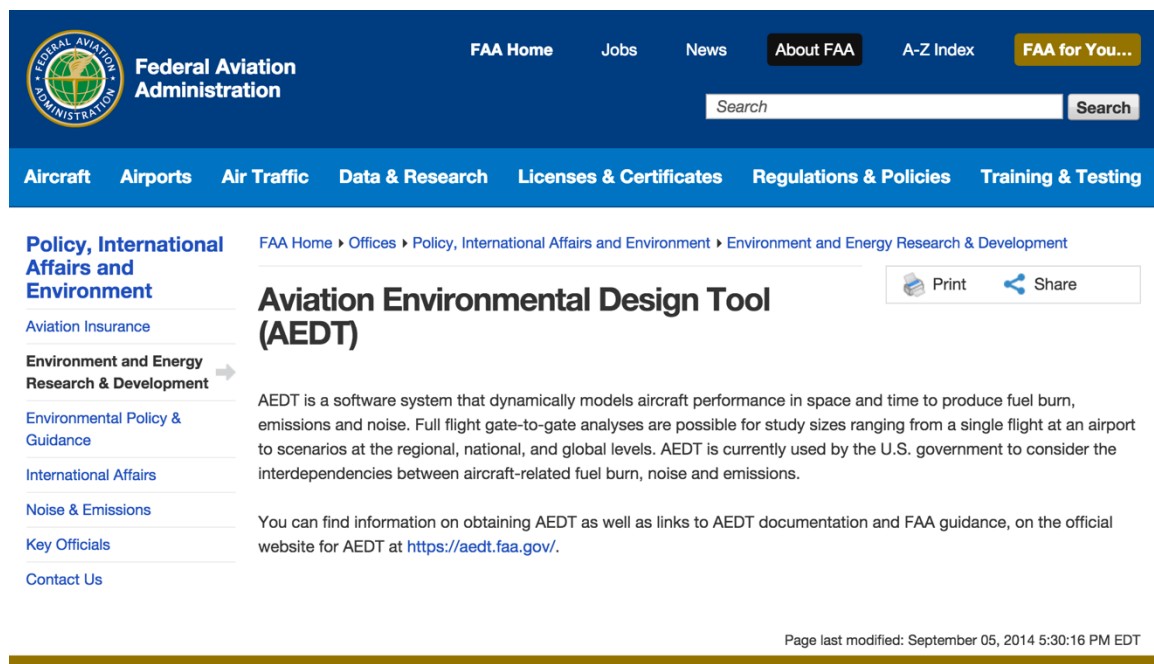 FEDERAL AVIATION ADMINISTRATION
Federal Aviation
Administration
FAA Home Jobs News About FAA A-Z Index FAA for You...
Search Search
Aircraft Airports Air Traffic Data & Research Licenses & Certificates Regulations & Policies Training & Testing
Policy, International
Affairs and
Environment
Aviation Insurance
Environment and Energy
Research & Development
Environmental Policy &
Guidance
International Affairs
Noise & Emissions
Key Officials
Contact Us
FAA Home ▸ Offices ▸ Policy, International Affairs and Environment ▸ Environment and Energy Research & Development
Print Share
Aviation Environmental Design Tool
(AEDT)
AEDT is a software system that dynamically models aircraft performance in space and time to produce fuel burn,
emissions and noise. Full flight gate-to-gate analyses are possible for study sizes ranging from a single flight at an airport
to scenarios at the regional, national, and global levels. AEDT is currently used by the U.S. government to consider the
interdependencies between aircraft-related fuel burn, noise and emissions.
You can find information on obtaining AEDT as well as links to AEDT documentation and FAA guidance, on the official
website for AEDT at https://aedt.faa.gov/.
Page last modified: September 05, 2014 5:30:16 PM EDT